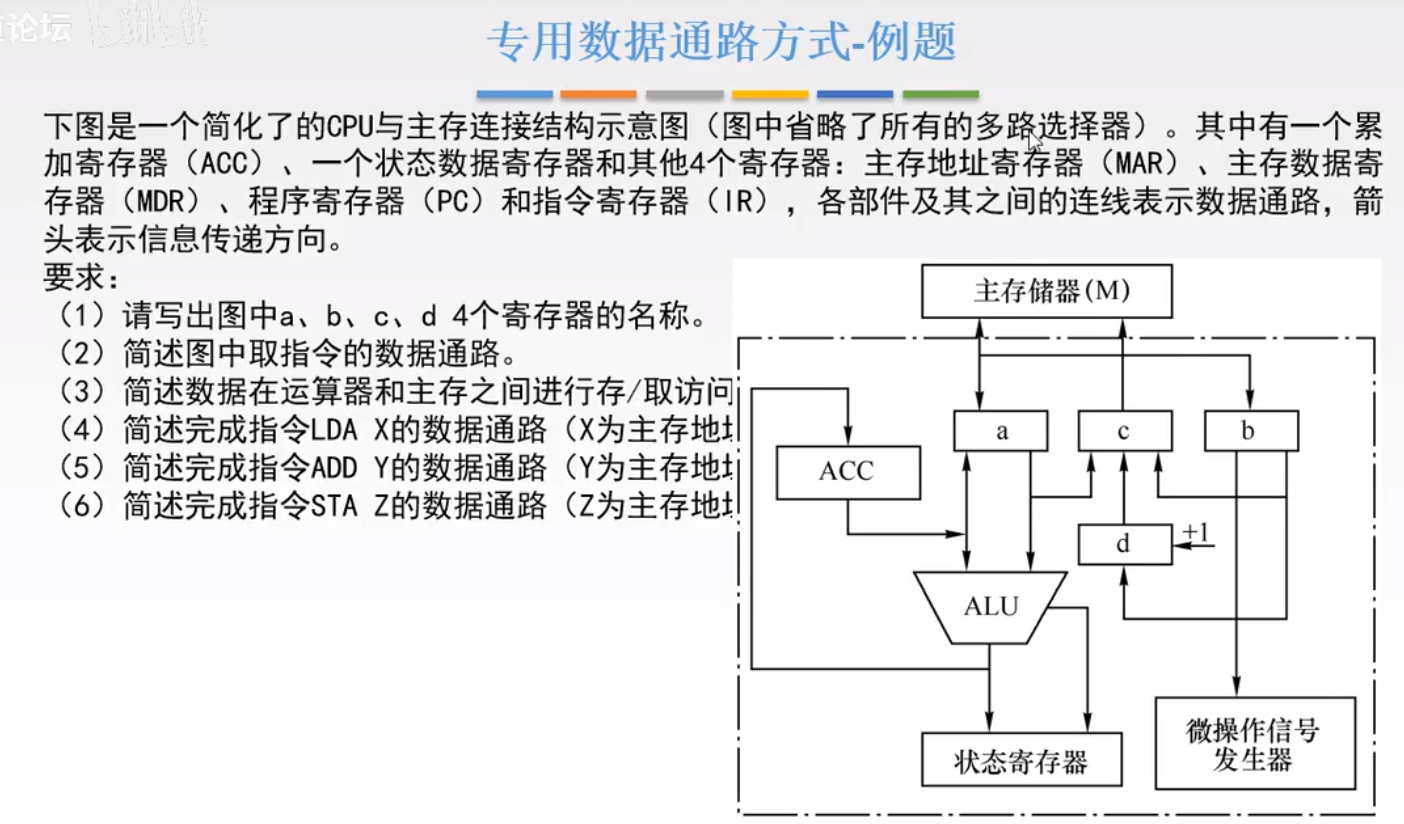 论坛 bilibili
专用数据通路方式-例题
下图是一个简化了的CPU与主存连接结构示意图（图中省略了所有的多路选择器）。其中有一个累
加寄存器（ACC）、一个状态数据寄存器和其他4个寄存器：主存地址寄存器（MAR）、主存数据寄
存器（MDR）、程序寄存器（PC）和指令寄存器（IR），各部件及其之间的连线表示数据通路，箭
头表示信息传递方向。
要求：
（1）请写出图中a、b、c、d 4个寄存器的名称。
（2）简述图中取指令的数据通路。
（3）简述数据在运算器和主存之间进行存/取访问
（4）简述完成指令LDA X的数据通路（X为主存地
（5）简述完成指令ADD Y的数据通路（Y为主存地
（6）简述完成指令STA Z的数据通路（Z为主存地
主存储器(M)
a
c
b
ACC
d
+1
ALU
状态寄存器
微操作信号
发生器